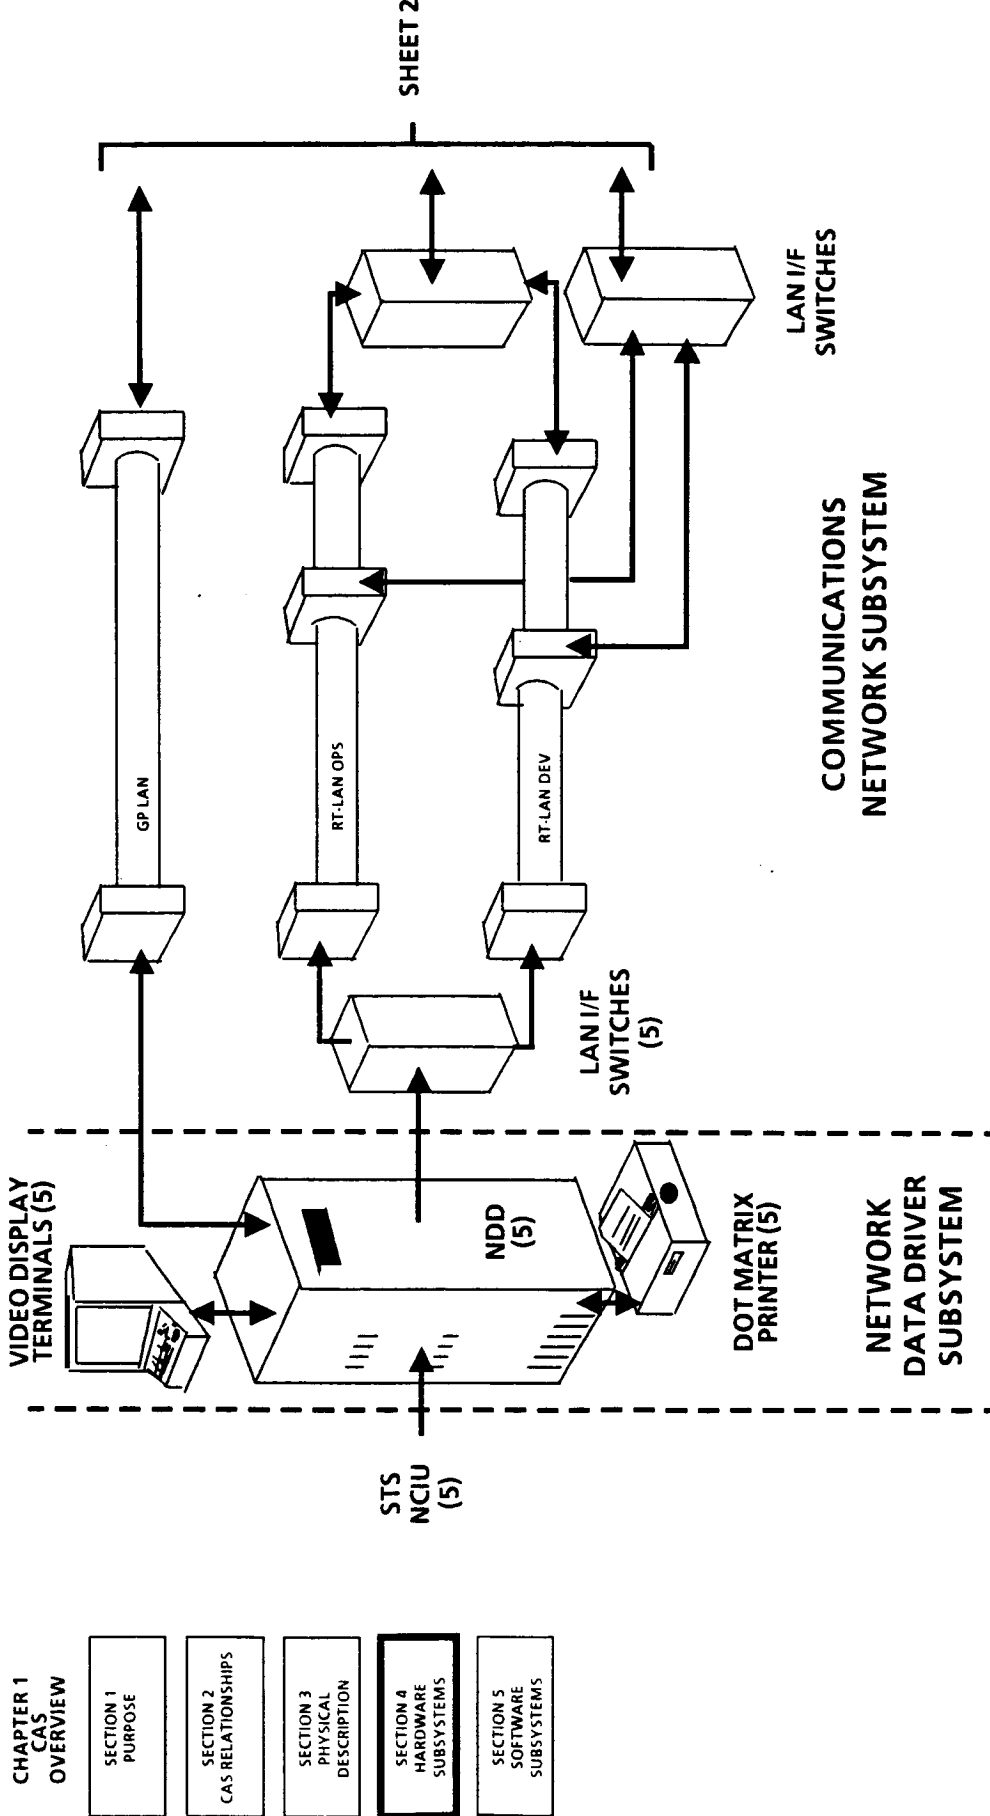 CHAPTER 1
CAS
OVERVIEW
SECTION 1
PURPOSE
SECTION 2
CAS RELATIONSHIPS
SECTION 3
PHYSICAL
DESCRIPTION
SECTION 4
HARDWARE
SUBSYSTEMS
SECTION 5
SOFTWARE
SUBSYSTEMS
STS
NCIU
(5)
VIDEO DISPLAY
TERMINALS (5)
NDD
(5)
DOT MATRIX
PRINTER (5)
NETWORK
DATA DRIVER
SUBSYSTEM
LAN I/F
SWITCHES
(5)
GP LAN
RT-LAN OPS
RT-LAN DEV
COMMUNICATIONS
NETWORK SUBSYSTEM
LAN I/F
SWITCHES
SHEET 2